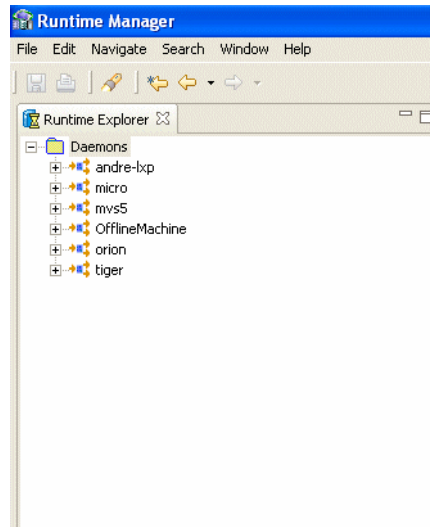 Runtime Manager
File Edit Navigate Search Window Help
Runtime Explorer
Daemons
andre-lxp
micro
mvs5
OfflineMachine
orion
tiger